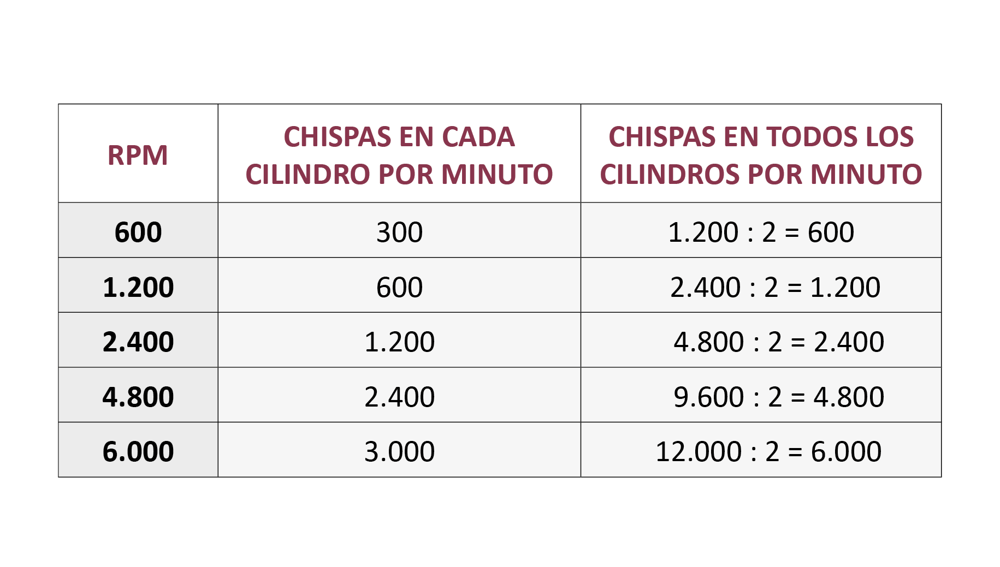 RPM
CHISPAS EN CADA
CILINDRO POR MINUTO
CHISPAS EN TODOS LOS
CILINDROS POR MINUTO
600
300
1.200 : 2 = 600
1.200
600
2.400 : 2 = 1.200
2.400
1.200
4.800 : 2 = 2.400
4.800
2.400
9.600 : 2 = 4.800
6.000
3.000
12.000 : 2 = 6.000